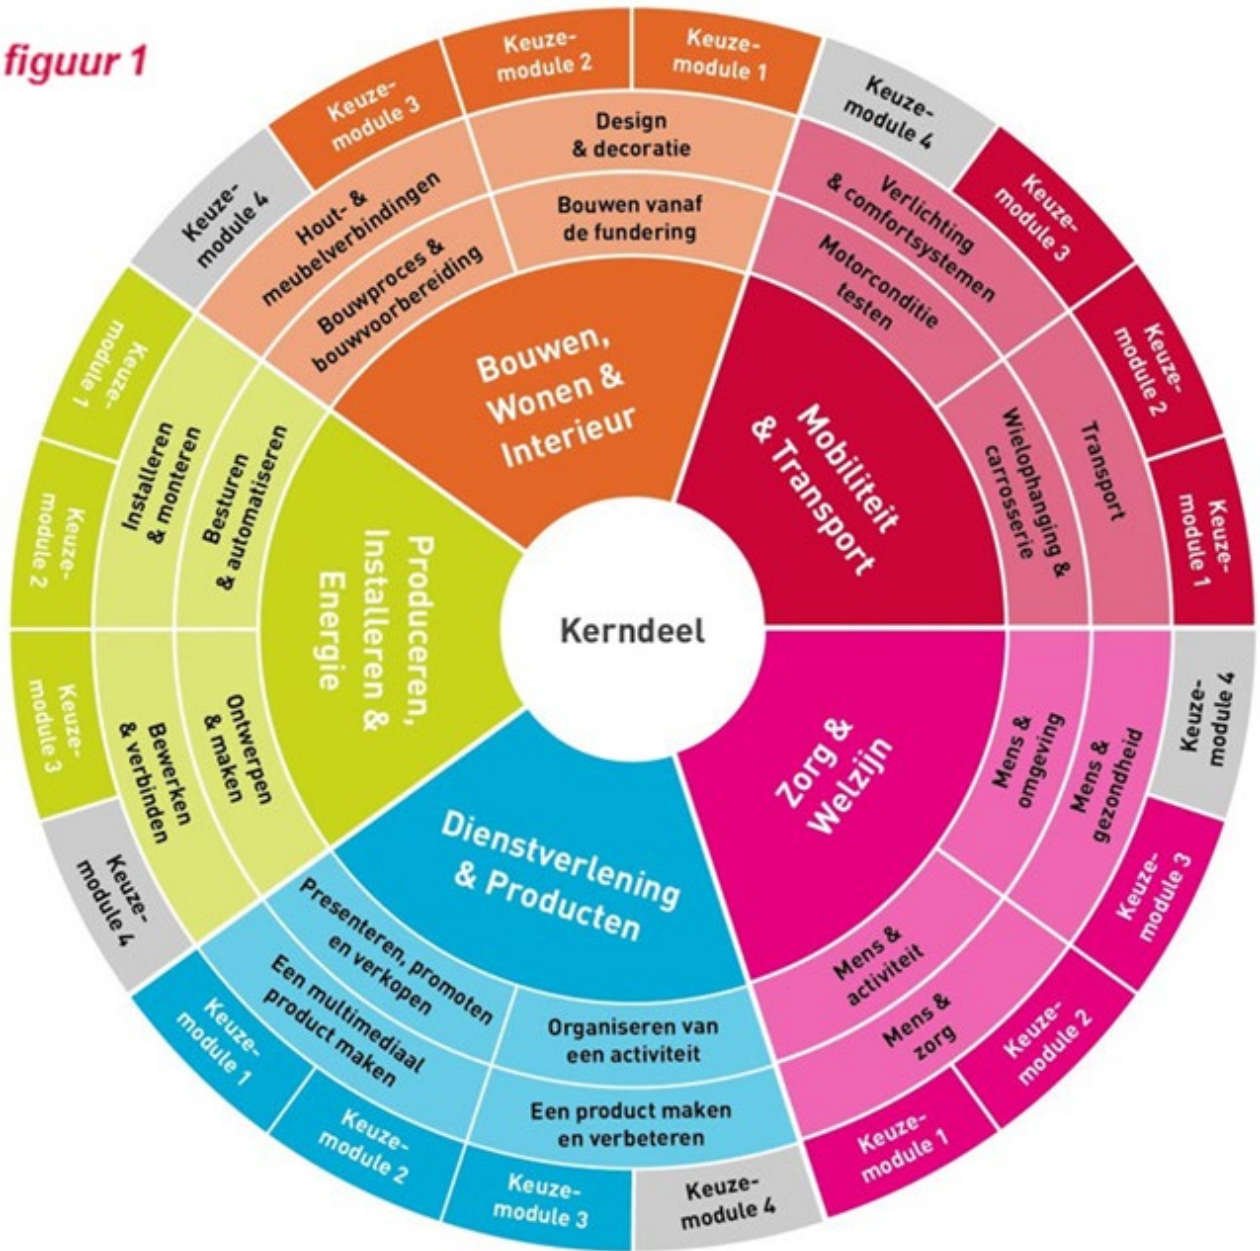 figuur 1
Keuze-
module 3
Keuze-
module 2
Keuze-
module 1
Keuze-
module 4
Design
& decoratie
Hout- &
meubelverbindingen
Bouwen vanaf
de fundering
Bouwproces &
bouwvoorbereiding
Bouwen,
Wonen &
Interieur
Keuze-
module 4
Keuze-
module 3
Keuze-
module 2
Keuze-
module 1
Verlichting
& comfortsystemen
Motorconditie
testen
Wielophanging &
carrosserie
Transport
Mobiliteit
& Transport
Kerndeel
Keuze-
module 4
Keuze-
module 3
Keuze-
module 2
Keuze-
module 1
Mens &
omgeving
Mens &
gezondheid
Mens &
activiteit
Mens &
zorg
Zorg &
Welzijn
Dienstverlening
& Producten
Presenteren, promoten
en verkopen
Een multimediaal
product maken
Organiseren van
een activiteit
Een product maken
en verbeteren
Keuze-
module 1
Keuze-
module 2
Keuze-
module 3
Keuze-
module 4
Keuze-
module 1
Keuze-
module 2
Keuze-
module 3
Keuze-
module 4
Installeren
& monteren
Besturen
& automatiseren
Ontwerpen
& maken
Bewerken
& verbinden
Produceren,
Installeren &
Energie